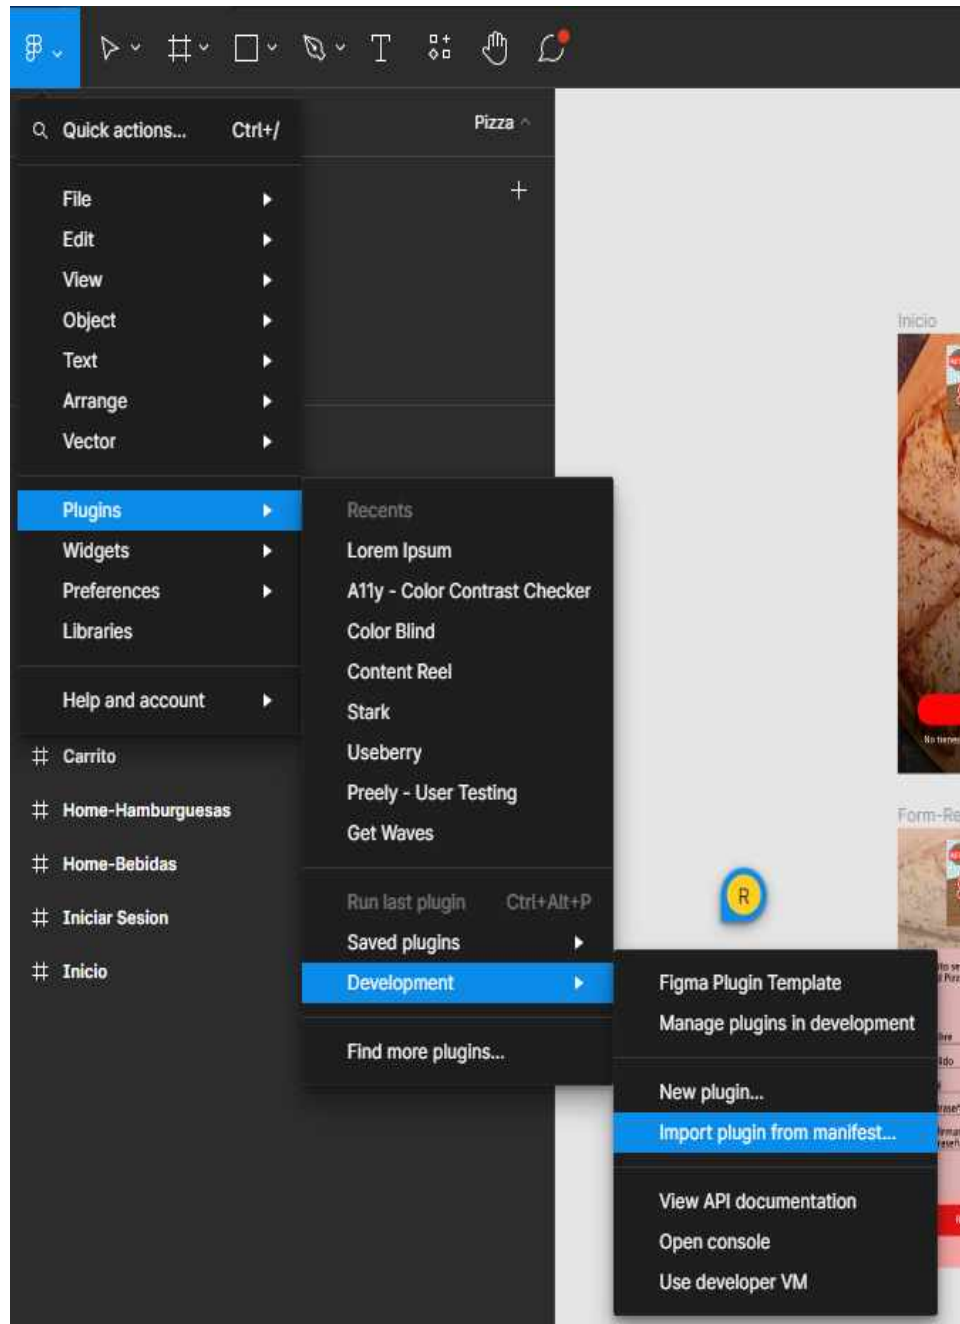 Quick actions... Ctrl+/
Pizza
File
Edit
View
Object
Text
Arrange
Vector
Plugins
Widgets
Preferences
Libraries
Help and account
Carrito
Home-Hamburguesas
Home-Bebidas
Iniciar Sesion
Inicio
Recents
Lorem Ipsum
A11y - Color Contrast Checker
Color Blind
Content Reel
Stark
Useberry
Preely - User Testing
Get Waves
Run last plugin Ctrl+Alt+P
Saved plugins
Development
Find more plugins...
Figma Plugin Template
Manage plugins in development
New plugin...
Import plugin from manifest...
View API documentation
Open console
Use developer VM
R
Inicio
No tienes
Form-Re